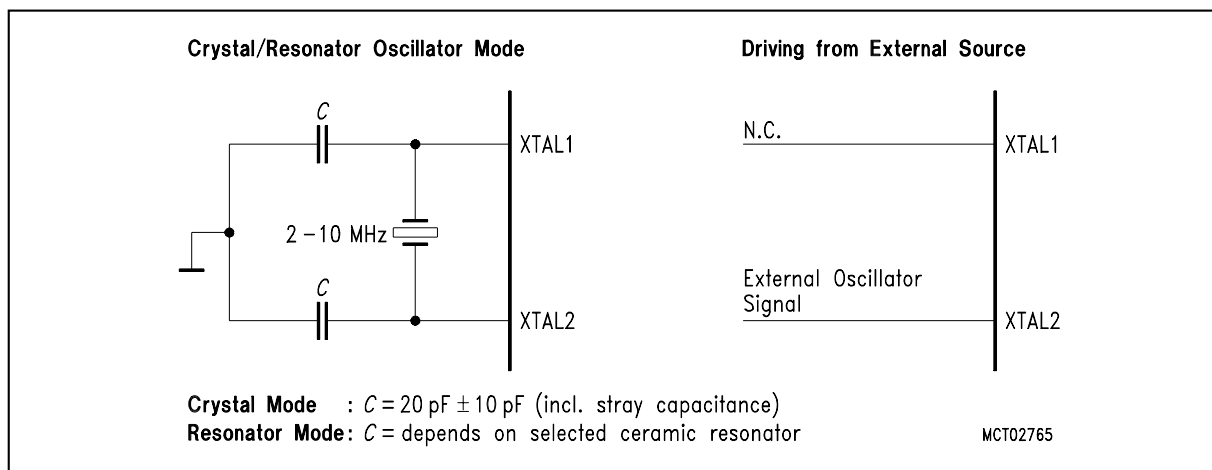 Crystal/Resonator Oscillator Mode
C
XTAL1
2 – 10 MHz
C
XTAL2
Driving from External Source
N.C.
XTAL1
External Oscillator
Signal
XTAL2
Crystal Mode : C = 20 pF ± 10 pF (incl. stray capacitance)
Resonator Mode: C = depends on selected ceramic resonator
MCT02765